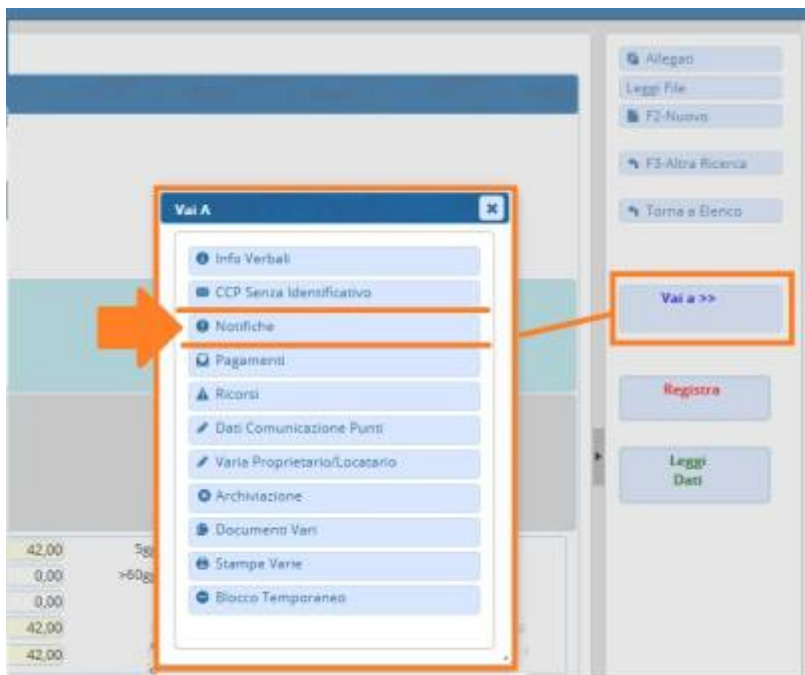 Allegati
Leggi File
F2-Nuovo
F3-Altra Ricerca
Torna a Elenco
Vai A
Info Verbali
CCP Senza Identificativo
Notifiche
Pagamenti
Ricorsi
Dati Comunicazione Punti
Varia Proprietario/Locatario
Archiviazione
Documenti Vari
Stampe Varie
Blocco Temporaneo
Vai a >>
Registra
Leggi
Dati
42,00
0,00 >60g
0,00
42,00
42,00